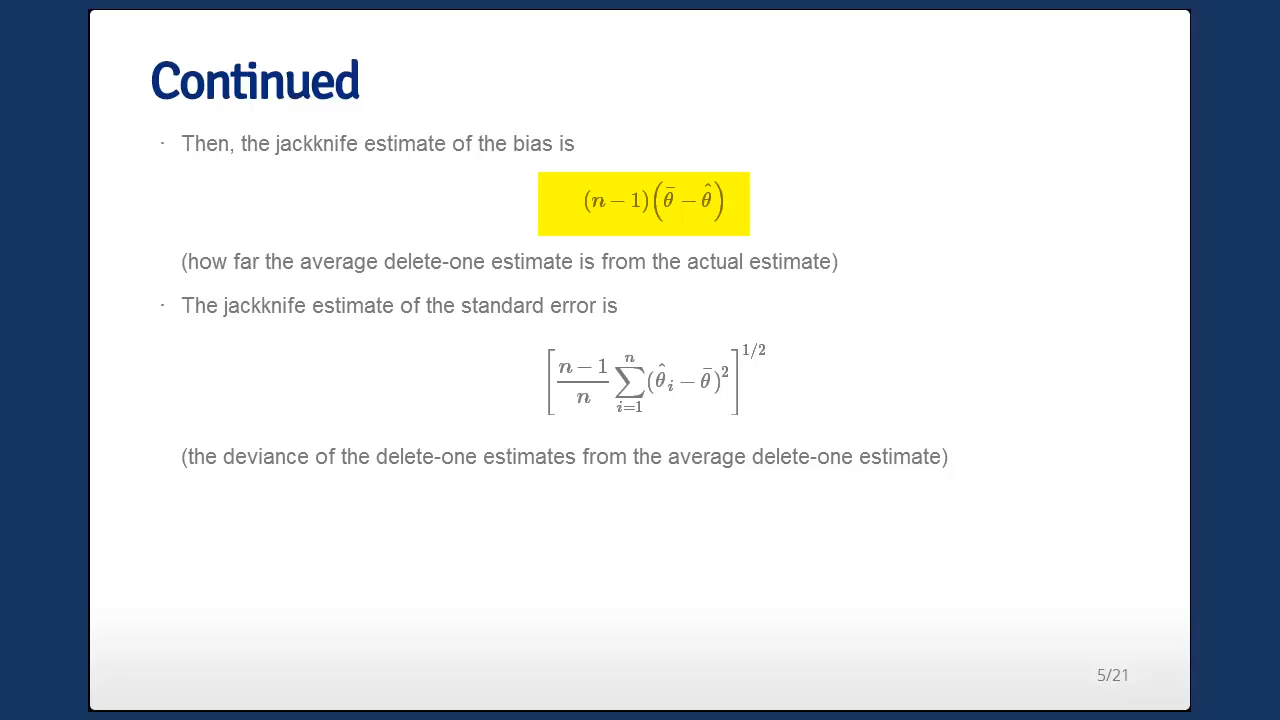 Continued
· Then, the jackknife estimate of the bias is
(n − 1)(θ̄ − θ̂)
(how far the average delete-one estimate is from the actual estimate)
· The jackknife estimate of the standard error is
[(n − 1)/n ∑_{i=1}^{n} (θ̂_i − θ̄)^2]^{1/2}
(the deviance of the delete-one estimates from the average delete-one estimate)
5/21